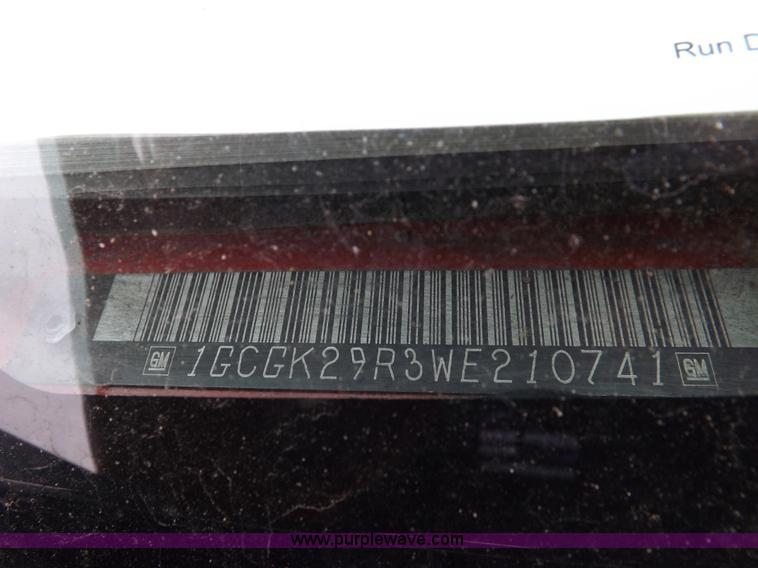 Run D
GM 1GCGK29R3WE210741 GM
www.purplewave.com